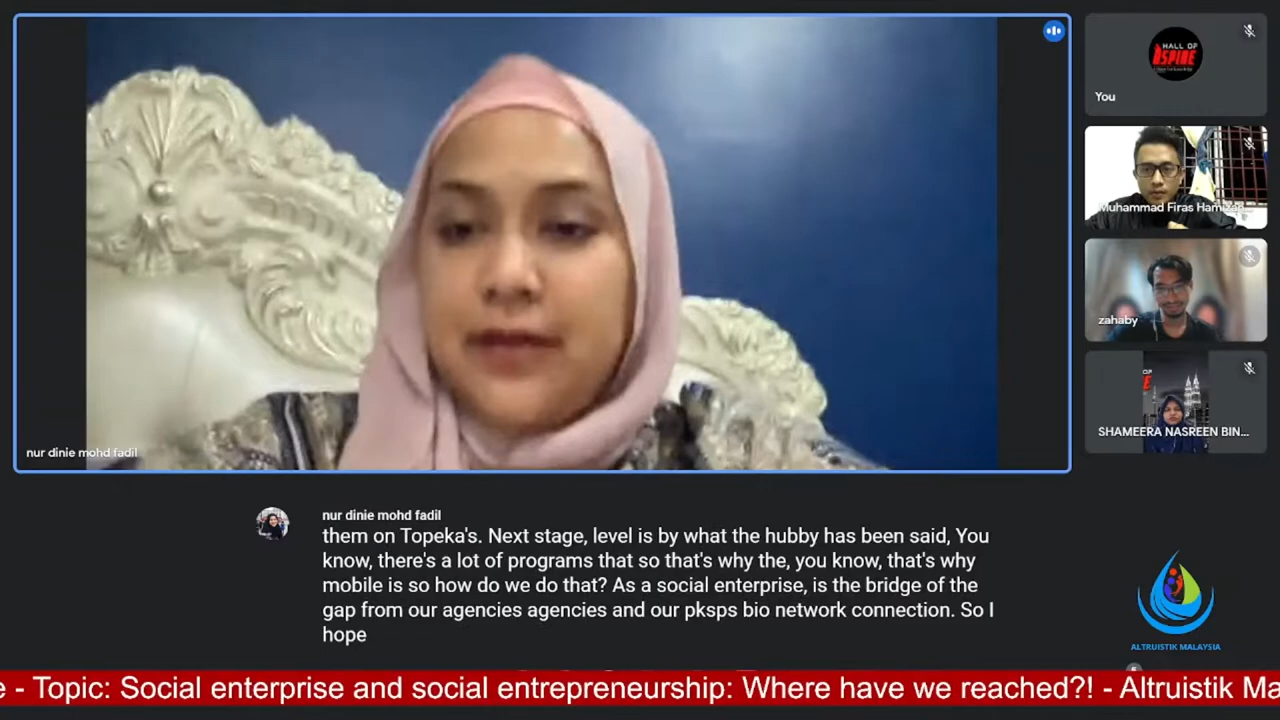 HALL OF
ASPIRE
You
Muhammad Firas Hamizan...
zahaby
SHAMEERA NASREEN BIN...
nur dinie mohd fadil
nur dinie mohd fadil
them on Topeka's. Next stage, level is by what the hubby has been said, You
know, there's a lot of programs that so that's why the, you know, that's why
mobile is so how do we do that? As a social enterprise, is the bridge of the
gap from our agencies agencies and our pksps bio network connection. So I
hope
ALTRUISTIK MALAYSIA
e - Topic: Social enterprise and social entrepreneurship: Where have we reached?! - Altruistik Ma